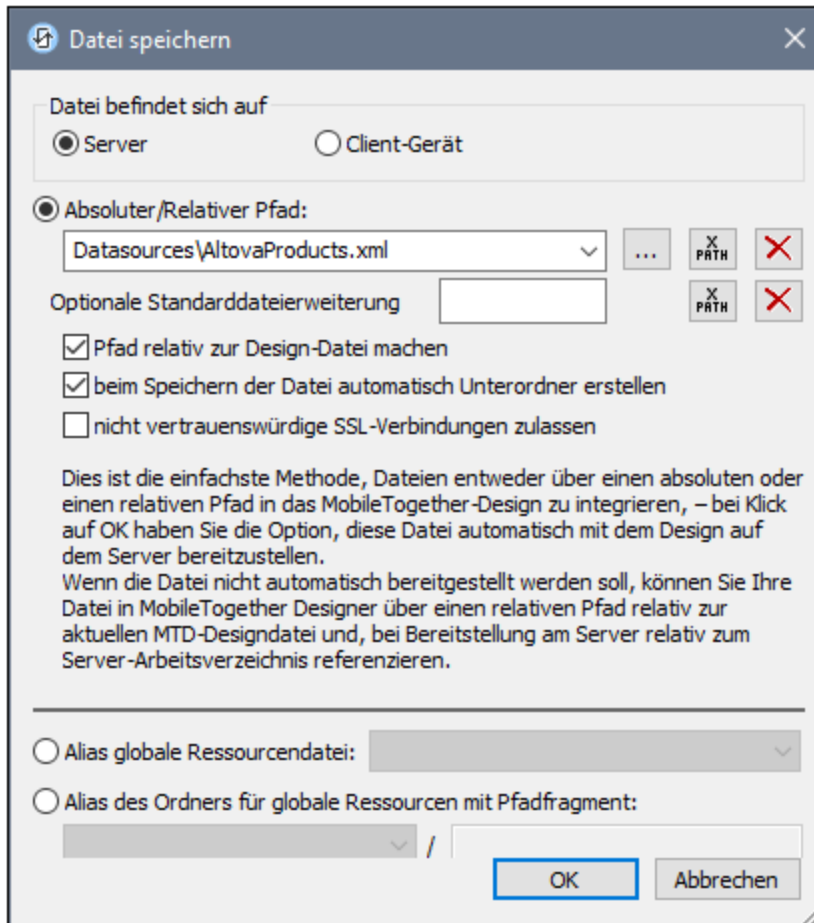 Datei speichern
Datei befindet sich auf
Server
Client-Gerät
Absoluter/Relativer Pfad:
Datasources\AltovaProducts.xml
...
X
PATH
Optionale Standarddateierweiterung
X
PATH
Pfad relativ zur Design-Datei machen
beim Speichern der Datei automatisch Unterordner erstellen
nicht vertrauenswürdige SSL-Verbindungen zulassen
Dies ist die einfachste Methode, Dateien entweder über einen absoluten oder
einen relativen Pfad in das MobileTogether-Design zu integrieren, – bei Klick
auf OK haben Sie die Option, diese Datei automatisch mit dem Design auf
dem Server bereitzustellen.
Wenn die Datei nicht automatisch bereitgestellt werden soll, können Sie Ihre
Datei in MobileTogether Designer über einen relativen Pfad relativ zur
aktuellen MTD-Designdatei und, bei Bereitstellung am Server relativ zum
Server-Arbeitsverzeichnis referenzieren.
Alias globale Ressourcendatei:
Alias des Ordners für globale Ressourcen mit Pfadfragment:
/
OK
Abbrechen